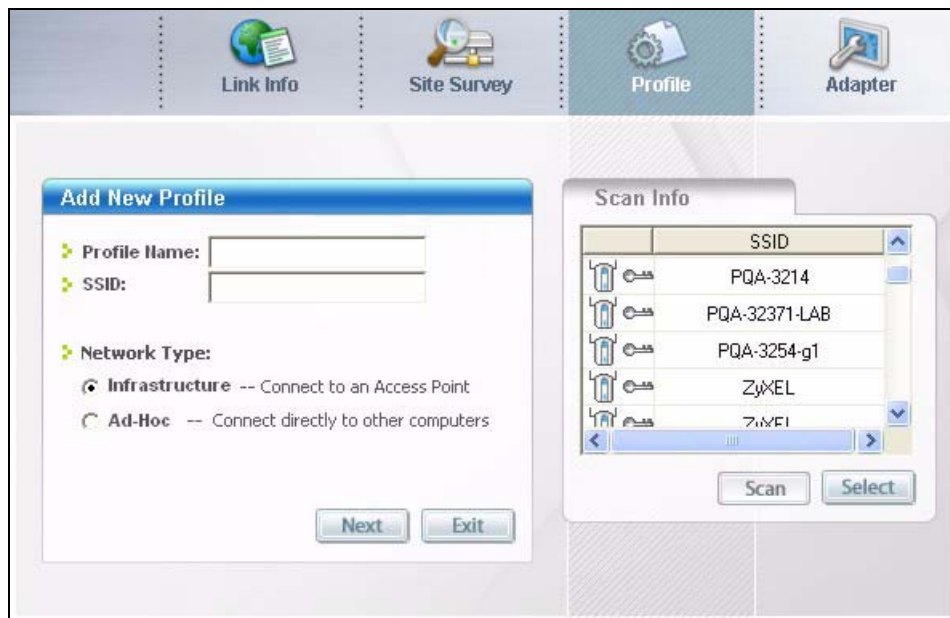 Link Info
Site Survey
Profile
Adapter
Add New Profile
Profile Name:
SSID:
Network Type:
Infrastructure -- Connect to an Access Point
Ad-Hoc -- Connect directly to other computers
Next
Exit
Scan Info
SSID
PQA-3214
PQA-32371-LAB
PQA-3254-g1
ZyXEL
ZyXEL
Scan
Select